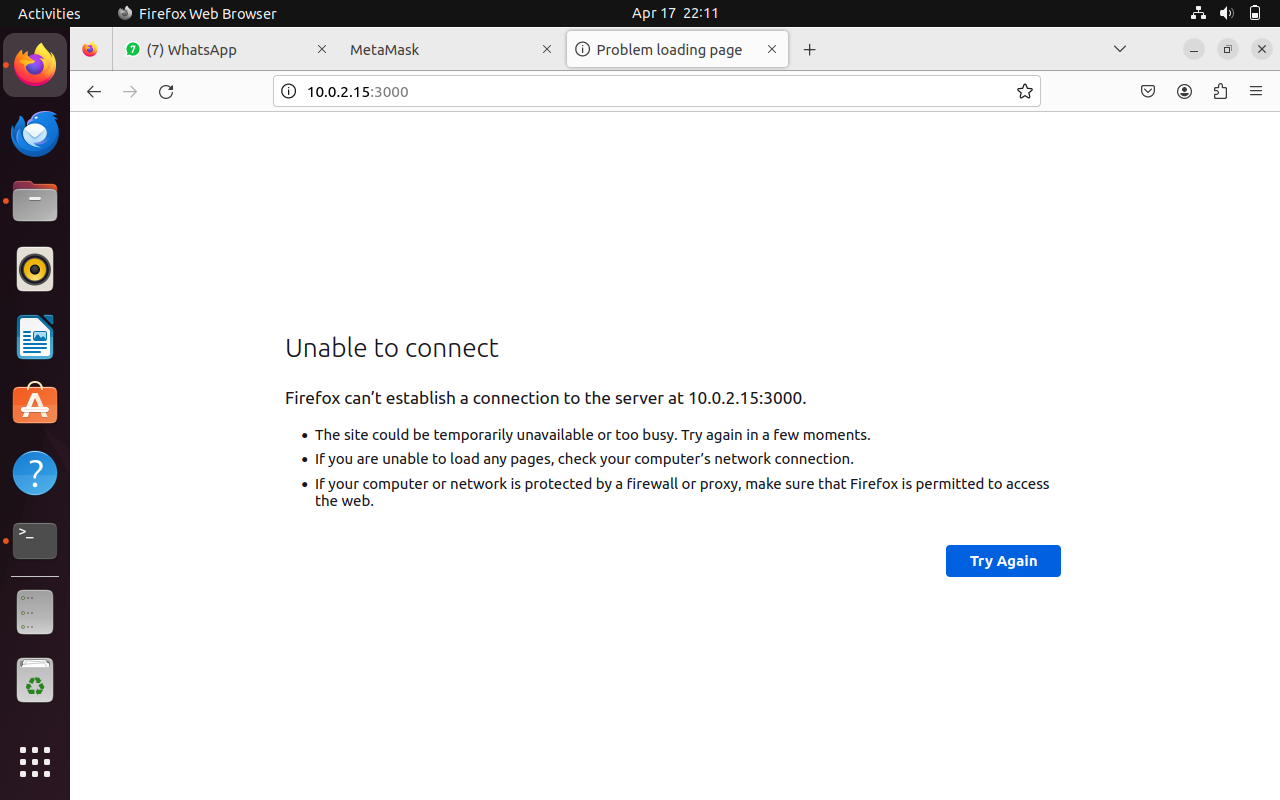 Activities
Firefox Web Browser
Apr 17 22:11
7 (7) WhatsApp
MetaMask
Problem loading page
10.0.2.15:3000
Unable to connect
Firefox can’t establish a connection to the server at 10.0.2.15:3000.
• The site could be temporarily unavailable or too busy. Try again in a few moments.
• If you are unable to load any pages, check your computer’s network connection.
• If your computer or network is protected by a firewall or proxy, make sure that Firefox is permitted to access
the web.
Try Again